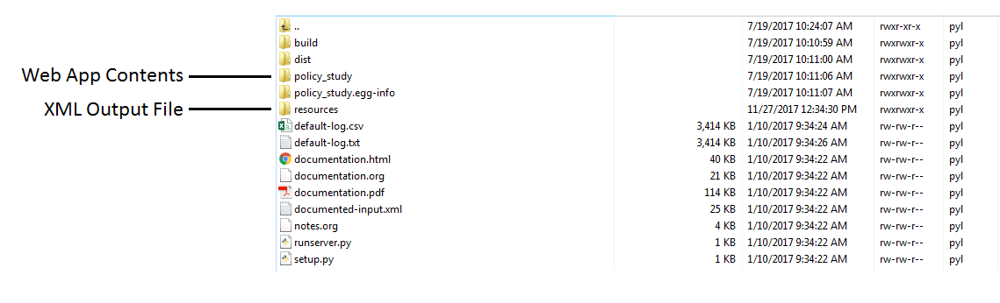 .. 7/19/2017 10:24:07 AM rwxr-xr-x pyl
build 7/19/2017 10:10:59 AM rwxrwxr-x pyl
dist 7/19/2017 10:11:00 AM rwxrwxr-x pyl
Web App Contents policy_study 7/19/2017 10:11:06 AM rwxrwxr-x pyl
policy_study.egg-info 7/19/2017 10:11:07 AM rwxrwxr-x pyl
XML Output File resources 11/27/2017 12:34:30 PM rwxrwxr-x pyl
default-log.csv 3,414 KB 1/10/2017 9:34:24 AM rw-rw-r-- pyl
default-log.txt 3,414 KB 1/10/2017 9:34:26 AM rw-rw-r-- pyl
documentation.html 40 KB 1/10/2017 9:34:22 AM rw-rw-r-- pyl
documentation.org 21 KB 1/10/2017 9:34:22 AM rw-rw-r-- pyl
documentation.pdf 114 KB 1/10/2017 9:34:22 AM rw-rw-r-- pyl
documented-input.xml 25 KB 1/10/2017 9:34:22 AM rw-rw-r-- pyl
notes.org 4 KB 1/10/2017 9:34:22 AM rw-rw-r-- pyl
runserver.py 1 KB 1/10/2017 9:34:22 AM rw-rw-r-- pyl
setup.py 1 KB 1/10/2017 9:34:22 AM rw-rw-r-- pyl